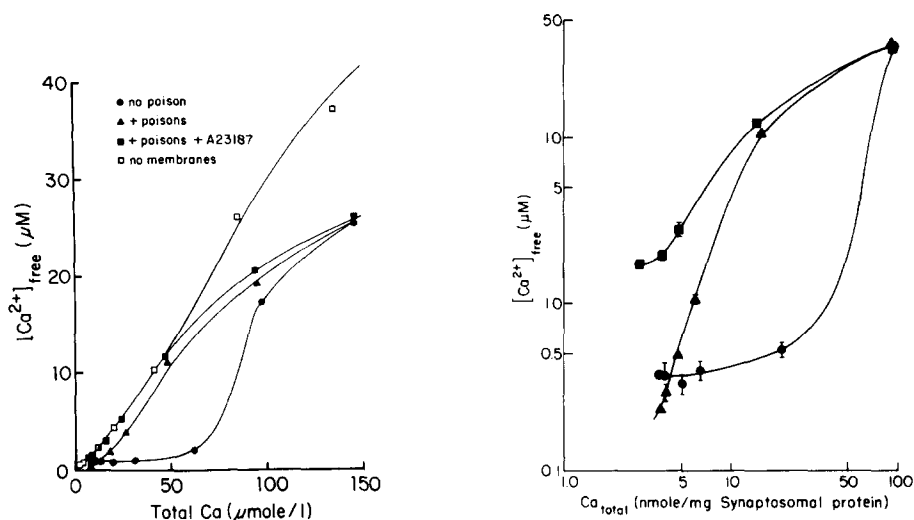 [Ca2+]free (μM)
40
30
20
10
0
● no poison
▲ + poisons
■ + poisons + A23187
□ no membranes
0
50
100
150
Total Ca (μmole/l)
[Ca2+]free (μM)
50
10
5
1.0
0.5
0.1
1.0
5
10
50
100
Catotal (nmole/mg Synaptosomal protein)